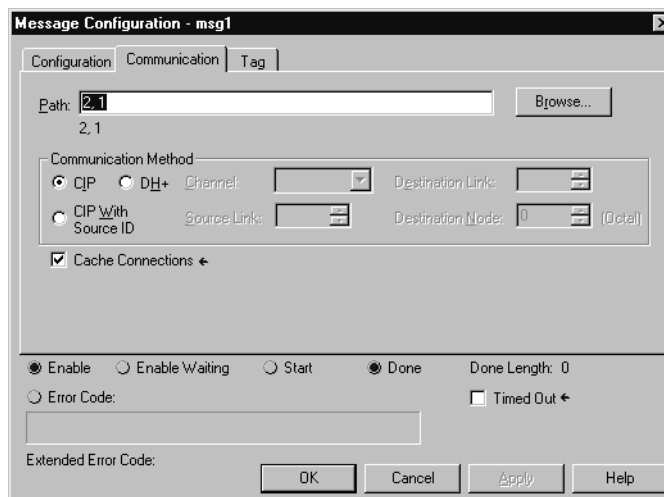 Message Configuration - msg1
Configuration Communication Tag
Path: 2, 1 Browse...
2, 1
Communication Method
CIP DH+ Channel: Destination Link:
CIP With Source ID Source Link: Destination Node: 0 (Octal)
Cache Connections ←
Enable Enable Waiting Start Done Done Length: 0
Error Code: Timed Out ←
Extended Error Code:
OK Cancel Apply Help